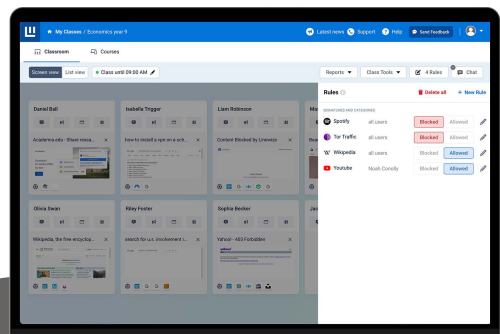 My Classes / Economics year 9
Latest news Support Help Send Feedback
Classroom Courses
Screen view List view Class until 09:00 AM Reports Class Tools 4 Rules Chat
Rules Delete all + New Rule
SIGNATURES AND CATEGORIES
Spotify all users Blocked Allowed
Tor Traffic all users Blocked Allowed
Wikipedia all users Blocked Allowed
Youtube Noah Conolly Blocked Allowed
Daniel Ball Isabella Trigger Liam Robinson
Academia.edu - Share resea... how to install a vpn on a sch... Content Blocked by Linewize
Olivia Swan Riley Foster Sophia Becker
Wikipedia, the free encyclop... search for u.s. involvement i... Yahoo! - 403 Forbidden